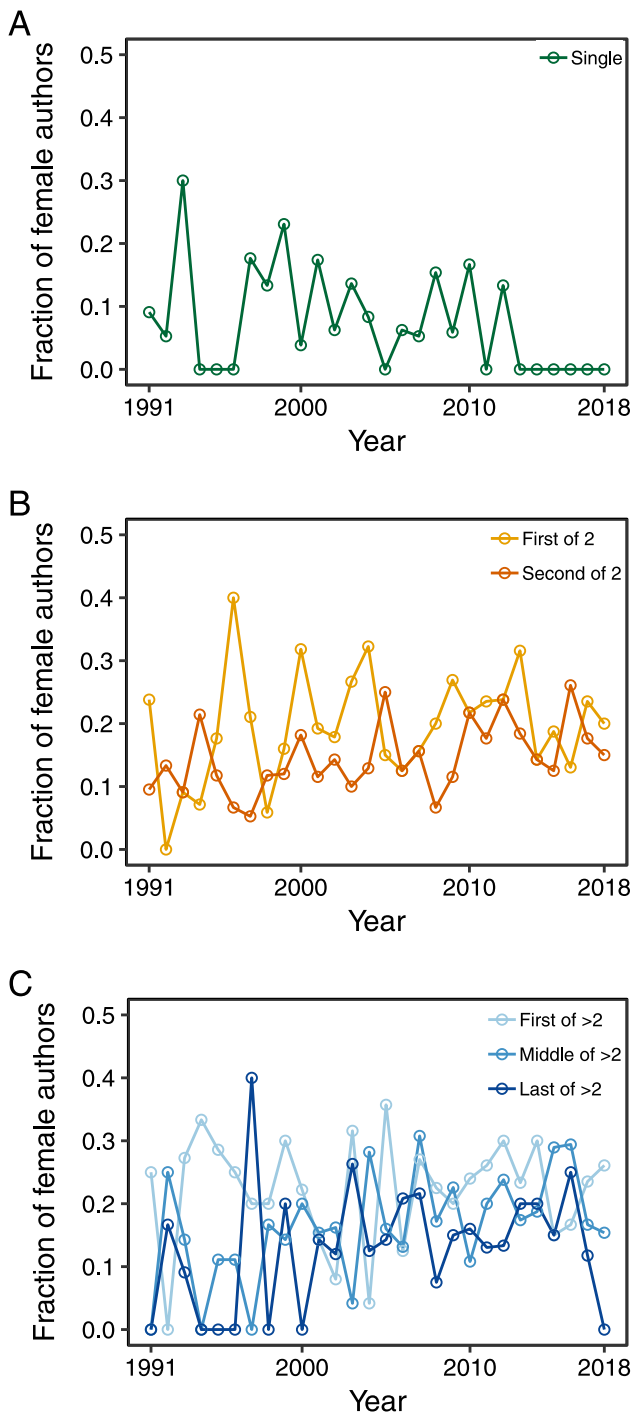 A
Fraction of female authors
0.5
0.4
0.3
0.2
0.1
0.0
Single
1991
2000
2010
2018
Year
B
Fraction of female authors
0.5
0.4
0.3
0.2
0.1
0.0
First of 2
Second of 2
1991
2000
2010
2018
Year
C
Fraction of female authors
0.5
0.4
0.3
0.2
0.1
0.0
First of >2
Middle of >2
Last of >2
1991
2000
2010
2018
Year